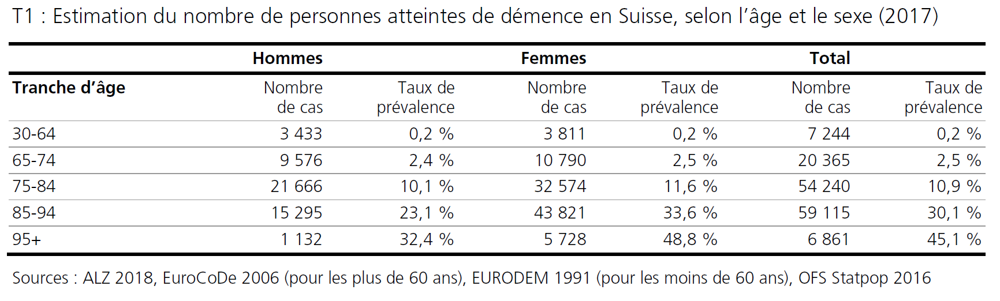 T1 : Estimation du nombre de personnes atteintes de démence en Suisse, selon l’âge et le sexe (2017)
Hommes Femmes Total
Tranche d’âge Nombre de cas Taux de prévalence Nombre de cas Taux de prévalence Nombre de cas Taux de prévalence
30-64 3 433 0,2 % 3 811 0,2 % 7 244 0,2 %
65-74 9 576 2,4 % 10 790 2,5 % 20 365 2,5 %
75-84 21 666 10,1 % 32 574 11,6 % 54 240 10,9 %
85-94 15 295 23,1 % 43 821 33,6 % 59 115 30,1 %
95+ 1 132 32,4 % 5 728 48,8 % 6 861 45,1 %
Sources : ALZ 2018, EuroCoDe 2006 (pour les plus de 60 ans), EURODEM 1991 (pour les moins de 60 ans), OFS Statpop 2016